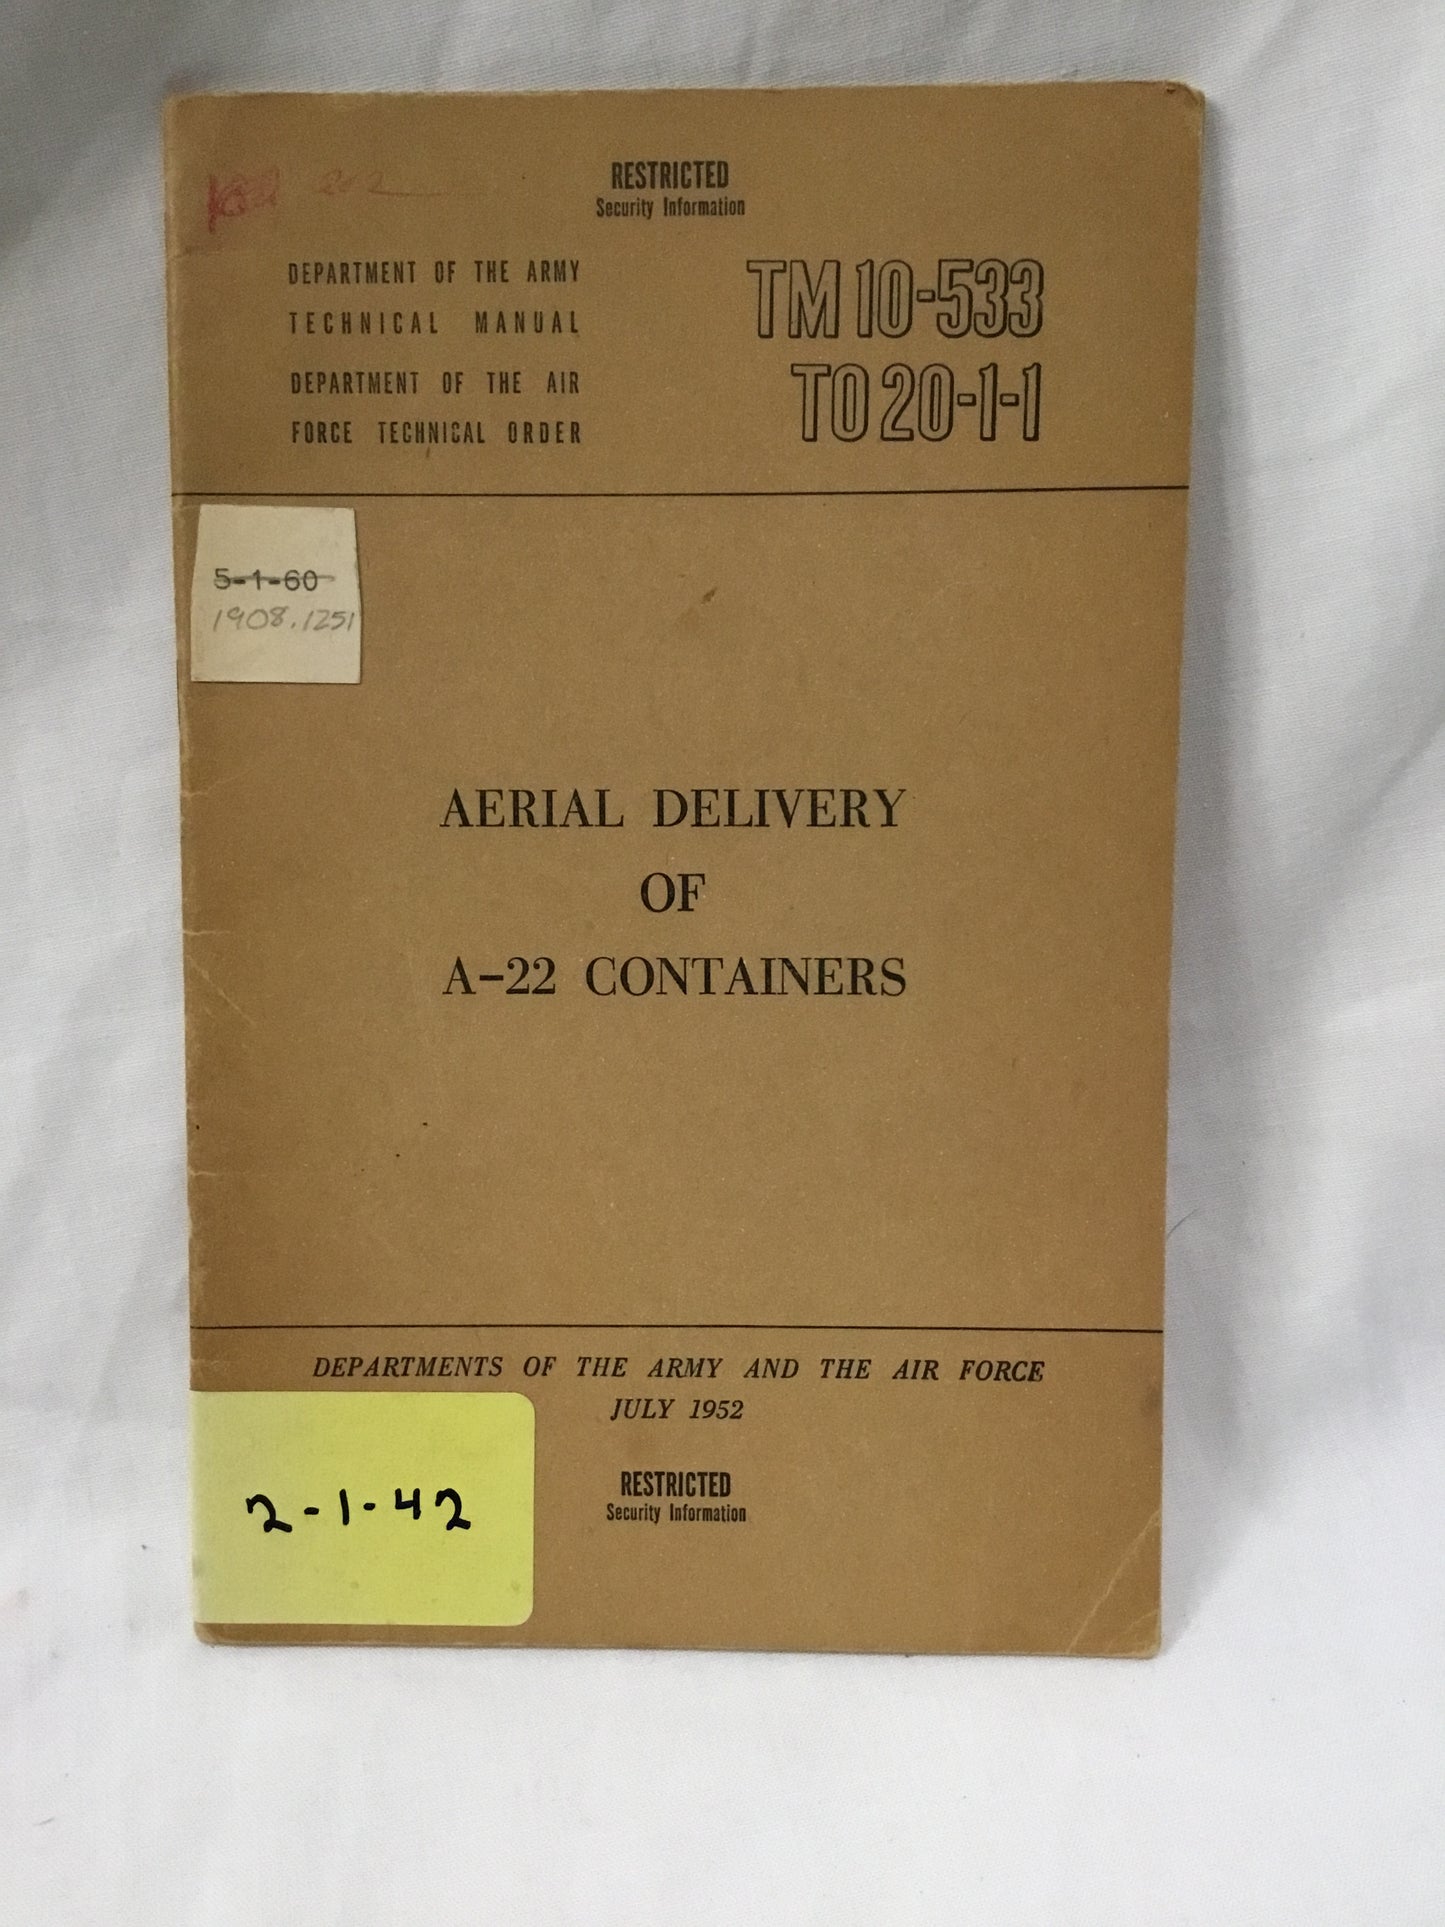 RESTRICTED
Security Information
DEPARTMENT OF THE ARMY
TECHNICAL MANUAL
DEPARTMENT OF THE AIR
FORCE TECHNICAL ORDER
TM 10-533
TO 20-1-1
5-1-60
1908.1251
AERIAL DELIVERY
OF
A-22 CONTAINERS
DEPARTMENTS OF THE ARMY AND THE AIR FORCE
JULY 1952
RESTRICTED
Security Information
2-1-42